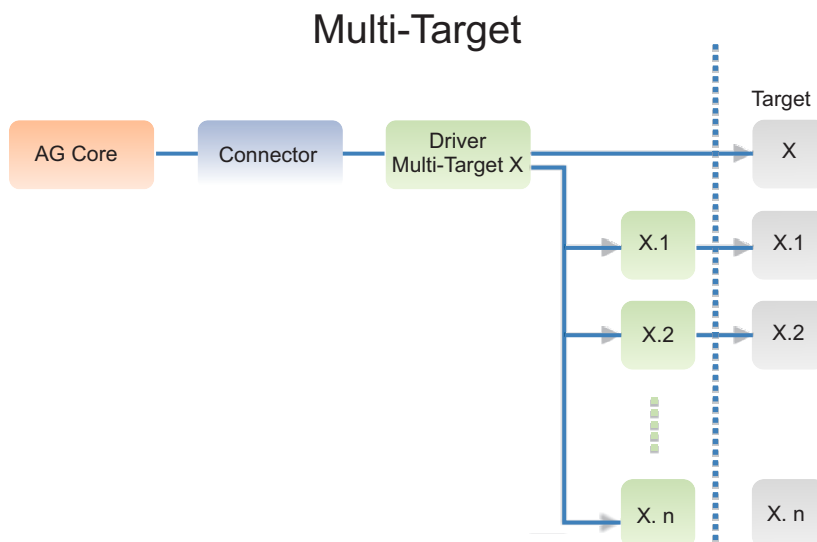 Multi-Target
Target
AG Core
Connector
Driver
Multi-Target X
X
X.1
X.1
X.2
X.2
X. n
X. n